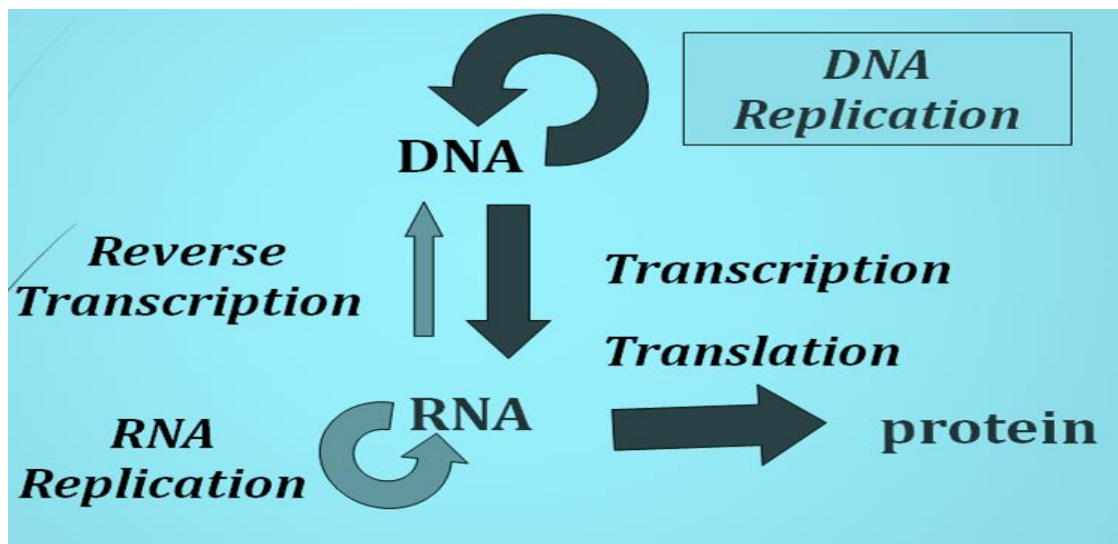 DNA
Replication
DNA
Reverse
Transcription
Transcription
Translation
RNA
RNA
Replication
protein